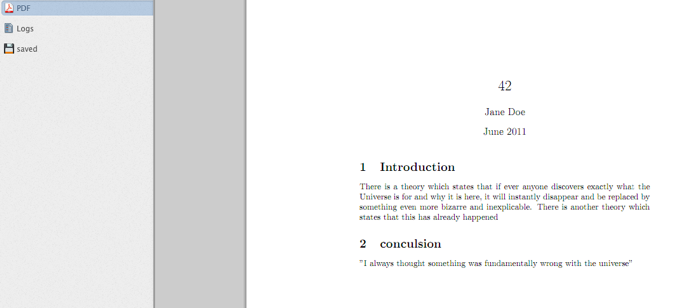 PDF
Logs
saved
42
Jane Doe
June 2011
1 Introduction
There is a theory which states that if ever anyone discovers exactly what the
Universe is for and why it is here, it will instantly disappear and be replaced by
something even more bizarre and inexplicable. There is another theory which
states that this has already happened
2 conculsion
"I always thought something was fundamentally wrong with the universe"